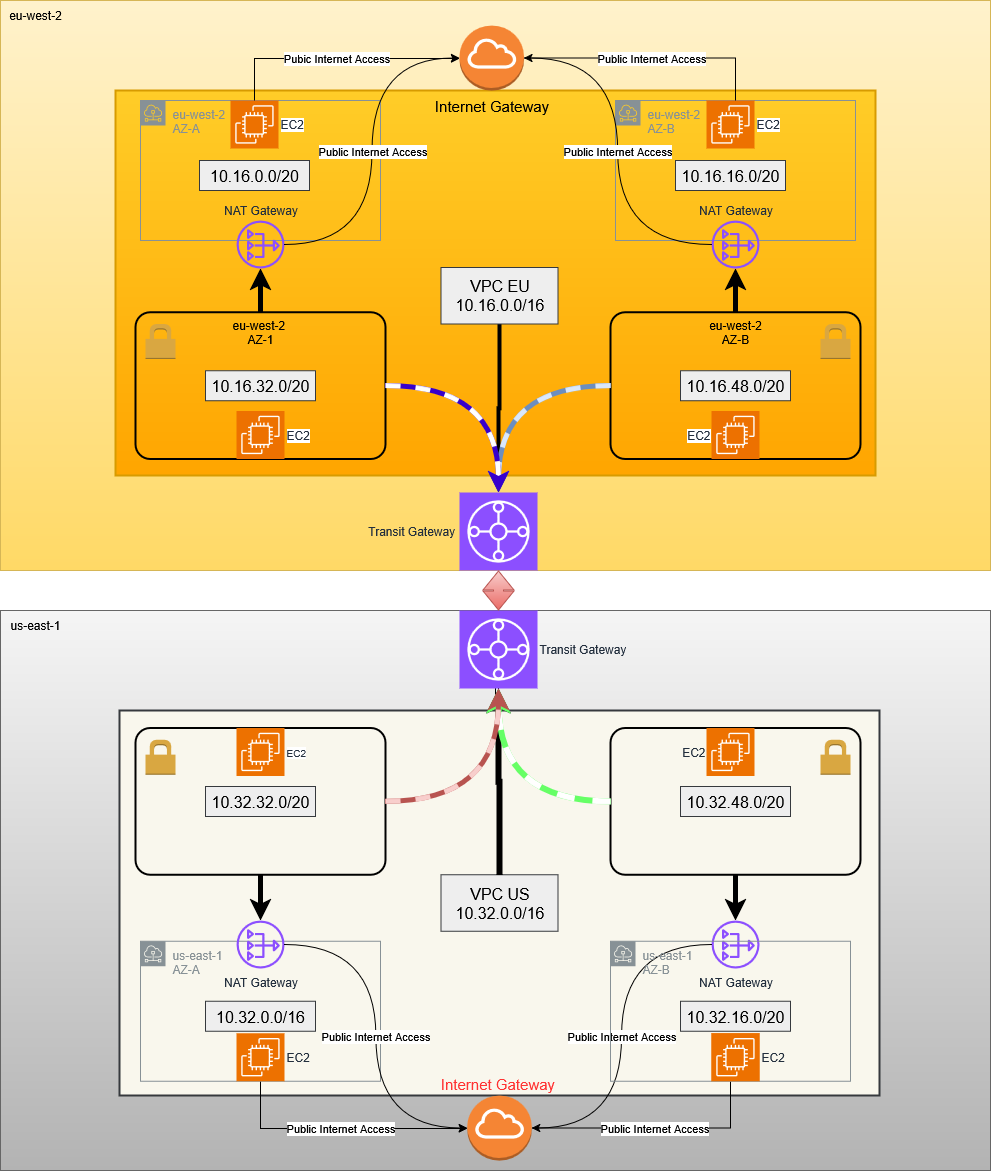 eu-west-2
Pubic Internet Access
Public Internet Access
Internet Gateway
eu-west-2
AZ-A
EC2
eu-west-2
AZ-B
EC2
Public Internet Access
Public Internet Access
10.16.0.0/20
10.16.16.0/20
NAT Gateway
NAT Gateway
VPC EU
10.16.0.0/16
eu-west-2
AZ-1
eu-west-2
AZ-B
10.16.32.0/20
10.16.48.0/20
EC2
EC2
Transit Gateway
us-east-1
Transit Gateway
EC2
EC2
10.32.32.0/20
10.32.48.0/20
VPC US
10.32.0.0/16
us-east-1
AZ-A
us-east-1
AZ-B
NAT Gateway
NAT Gateway
10.32.0.0/16
10.32.16.0/20
Public Internet Access
Public Internet Access
EC2
EC2
Internet Gateway
Public Internet Access
Public Internet Access